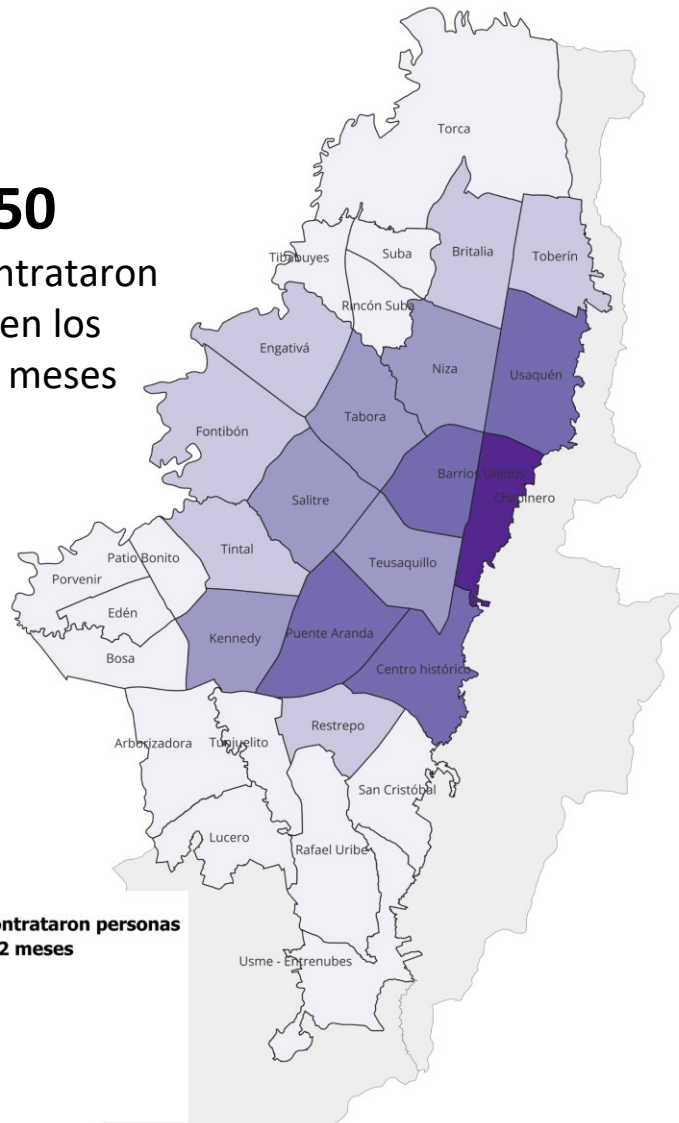 50
ntrataron
en los
meses
Torca
Tibabuyes
Suba
Britalia
Toberín
Rincón Suba
Engativá
Niza
Usaquén
Tabora
Fontibón
Barrios Unidos
Chapinero
Salitre
Patio Bonito
Tintal
Teusaquillo
Porvenir
Edén
Kennedy
Puente Aranda
Bosa
Centro histórico
Restrepo
Arborizadora
Tunjuelito
San Cristóbal
Lucero
Rafael Uribe
ontrataron personas
2 meses
Usme - Entrenubes